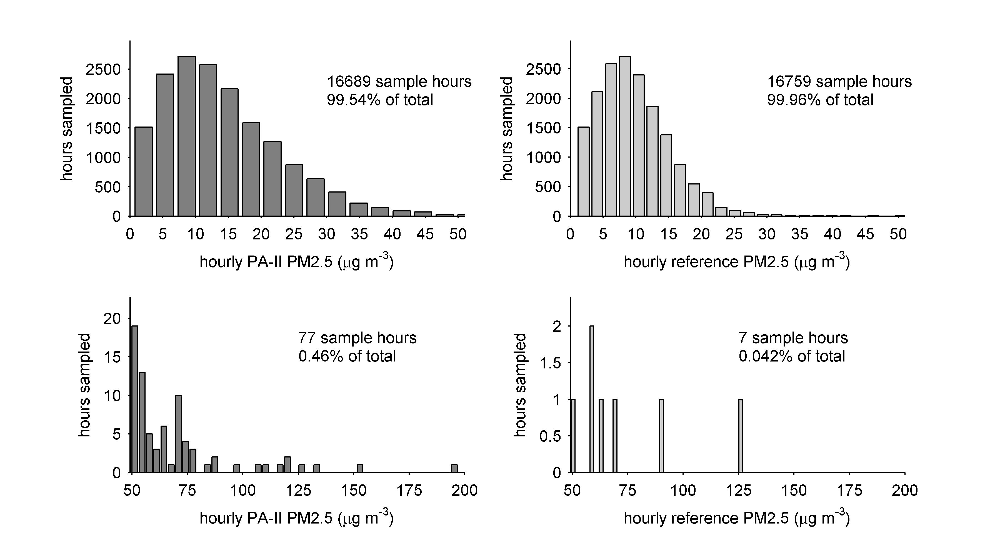 2500
2000
1500
1000
500
0
hours sampled
16689 sample hours
99.54% of total
0 5 10 15 20 25 30 35 40 45 50
hourly PA-II PM2.5 (μg m⁻³)
2500
2000
1500
1000
500
0
hours sampled
16759 sample hours
99.96% of total
0 5 10 15 20 25 30 35 40 45 50
hourly reference PM2.5 (μg m⁻³)
20
15
10
5
0
hours sampled
77 sample hours
0.46% of total
50 75 100 125 150 175 200
hourly PA-II PM2.5 (μg m⁻³)
2
1.5
1
0.5
0
hours sampled
7 sample hours
0.042% of total
50 75 100 125 150 175 200
hourly reference PM2.5 (μg m⁻³)